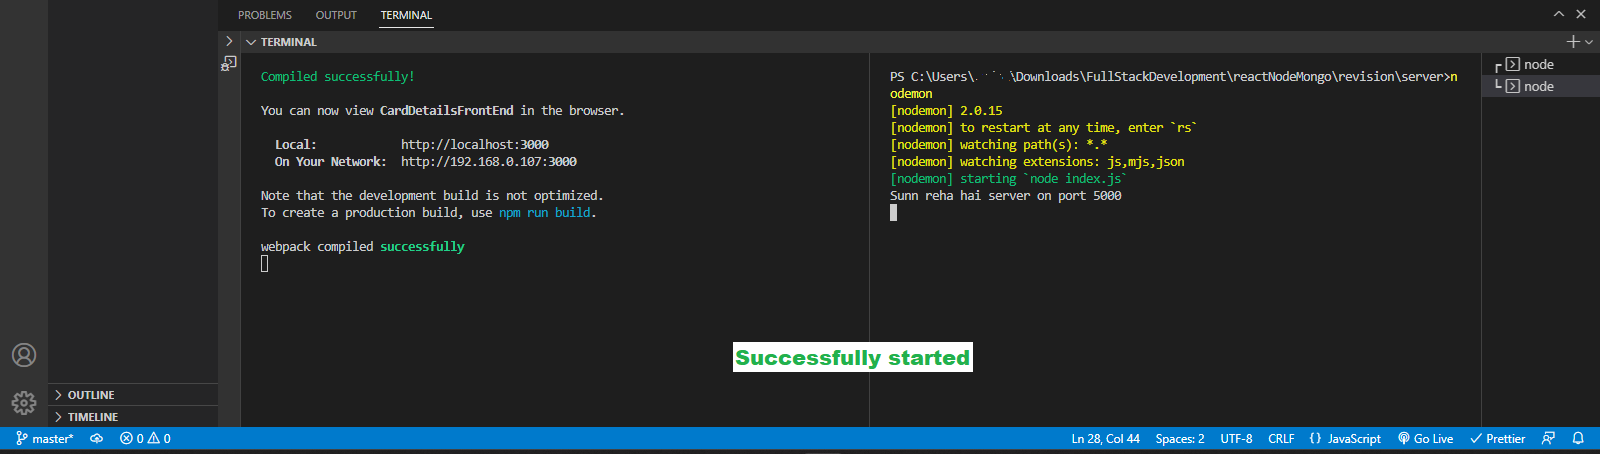 PROBLEMS OUTPUT TERMINAL
TERMINAL
Compiled successfully!
You can now view CardDetailsFrontEnd in the browser.
Local: http://localhost:3000
On Your Network: http://192.168.0.107:3000
Note that the development build is not optimized.
To create a production build, use npm run build.
webpack compiled successfully
PS C:\Users\ \Downloads\FullStackDevelopment\reactNodeMongo\revision\server>n
odemon
[nodemon] 2.0.15
[nodemon] to restart at any time, enter `rs`
[nodemon] watching path(s): *.*
[nodemon] watching extensions: js,mjs,json
[nodemon] starting `node index.js`
Sunn reha hai server on port 5000
node
node
Successfully started
OUTLINE
TIMELINE
master* 0 0 Ln 28, Col 44 Spaces: 2 UTF-8 CRLF {} JavaScript Go Live Prettier